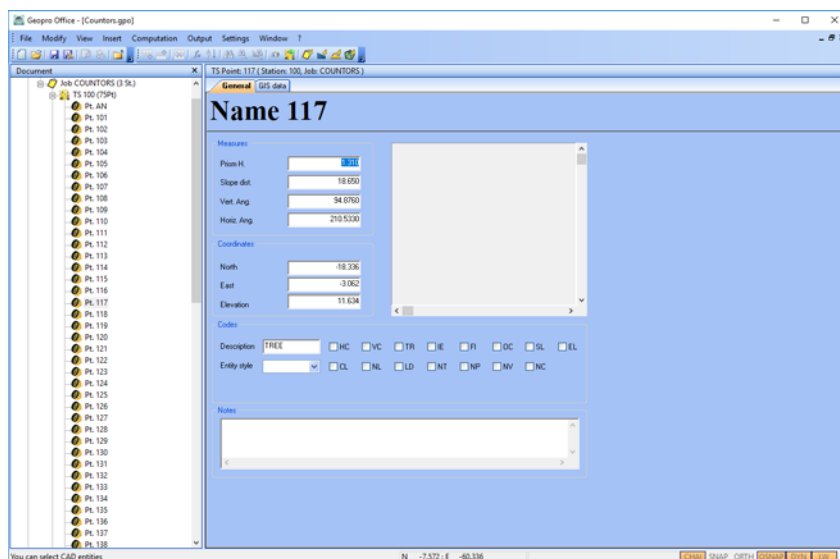 Geopro Office - [Countors.gpo]
File Modify View Insert Computation Output Settings Window ?
Document
TS Point: 117 ( Station: 100, Job: COUNTORS )
Job COUNTORS (3 St.)
TS 100 (75Pt)
Pt. AN
Pt. 101
Pt. 102
Pt. 103
Pt. 104
Pt. 105
Pt. 106
Pt. 107
Pt. 108
Pt. 109
Pt. 110
Pt. 111
Pt. 112
Pt. 113
Pt. 114
Pt. 115
Pt. 116
Pt. 117
Pt. 118
Pt. 119
Pt. 120
Pt. 121
Pt. 122
Pt. 123
Pt. 124
Pt. 125
Pt. 126
Pt. 127
Pt. 128
Pt. 129
Pt. 130
Pt. 131
Pt. 132
Pt. 133
Pt. 134
Pt. 135
Pt. 136
Pt. 137
Pt. 138
General GIS data
Name 117
Measures
Prism H. 1.310
Slope dist. 18.650
Vert. Ang. 94.8760
Horiz. Ang. 210.5330
Coordinates
North -18.336
East -3.062
Elevation 11.634
Codes
Description TREE HC VC TR IE FI OC SL EL
Entity style CL NL LD NT NP NV NC
Notes
You can select CAD entities N -7.572 : E -60.336 CHAI SNAP ORTH OSNAP DYN LW